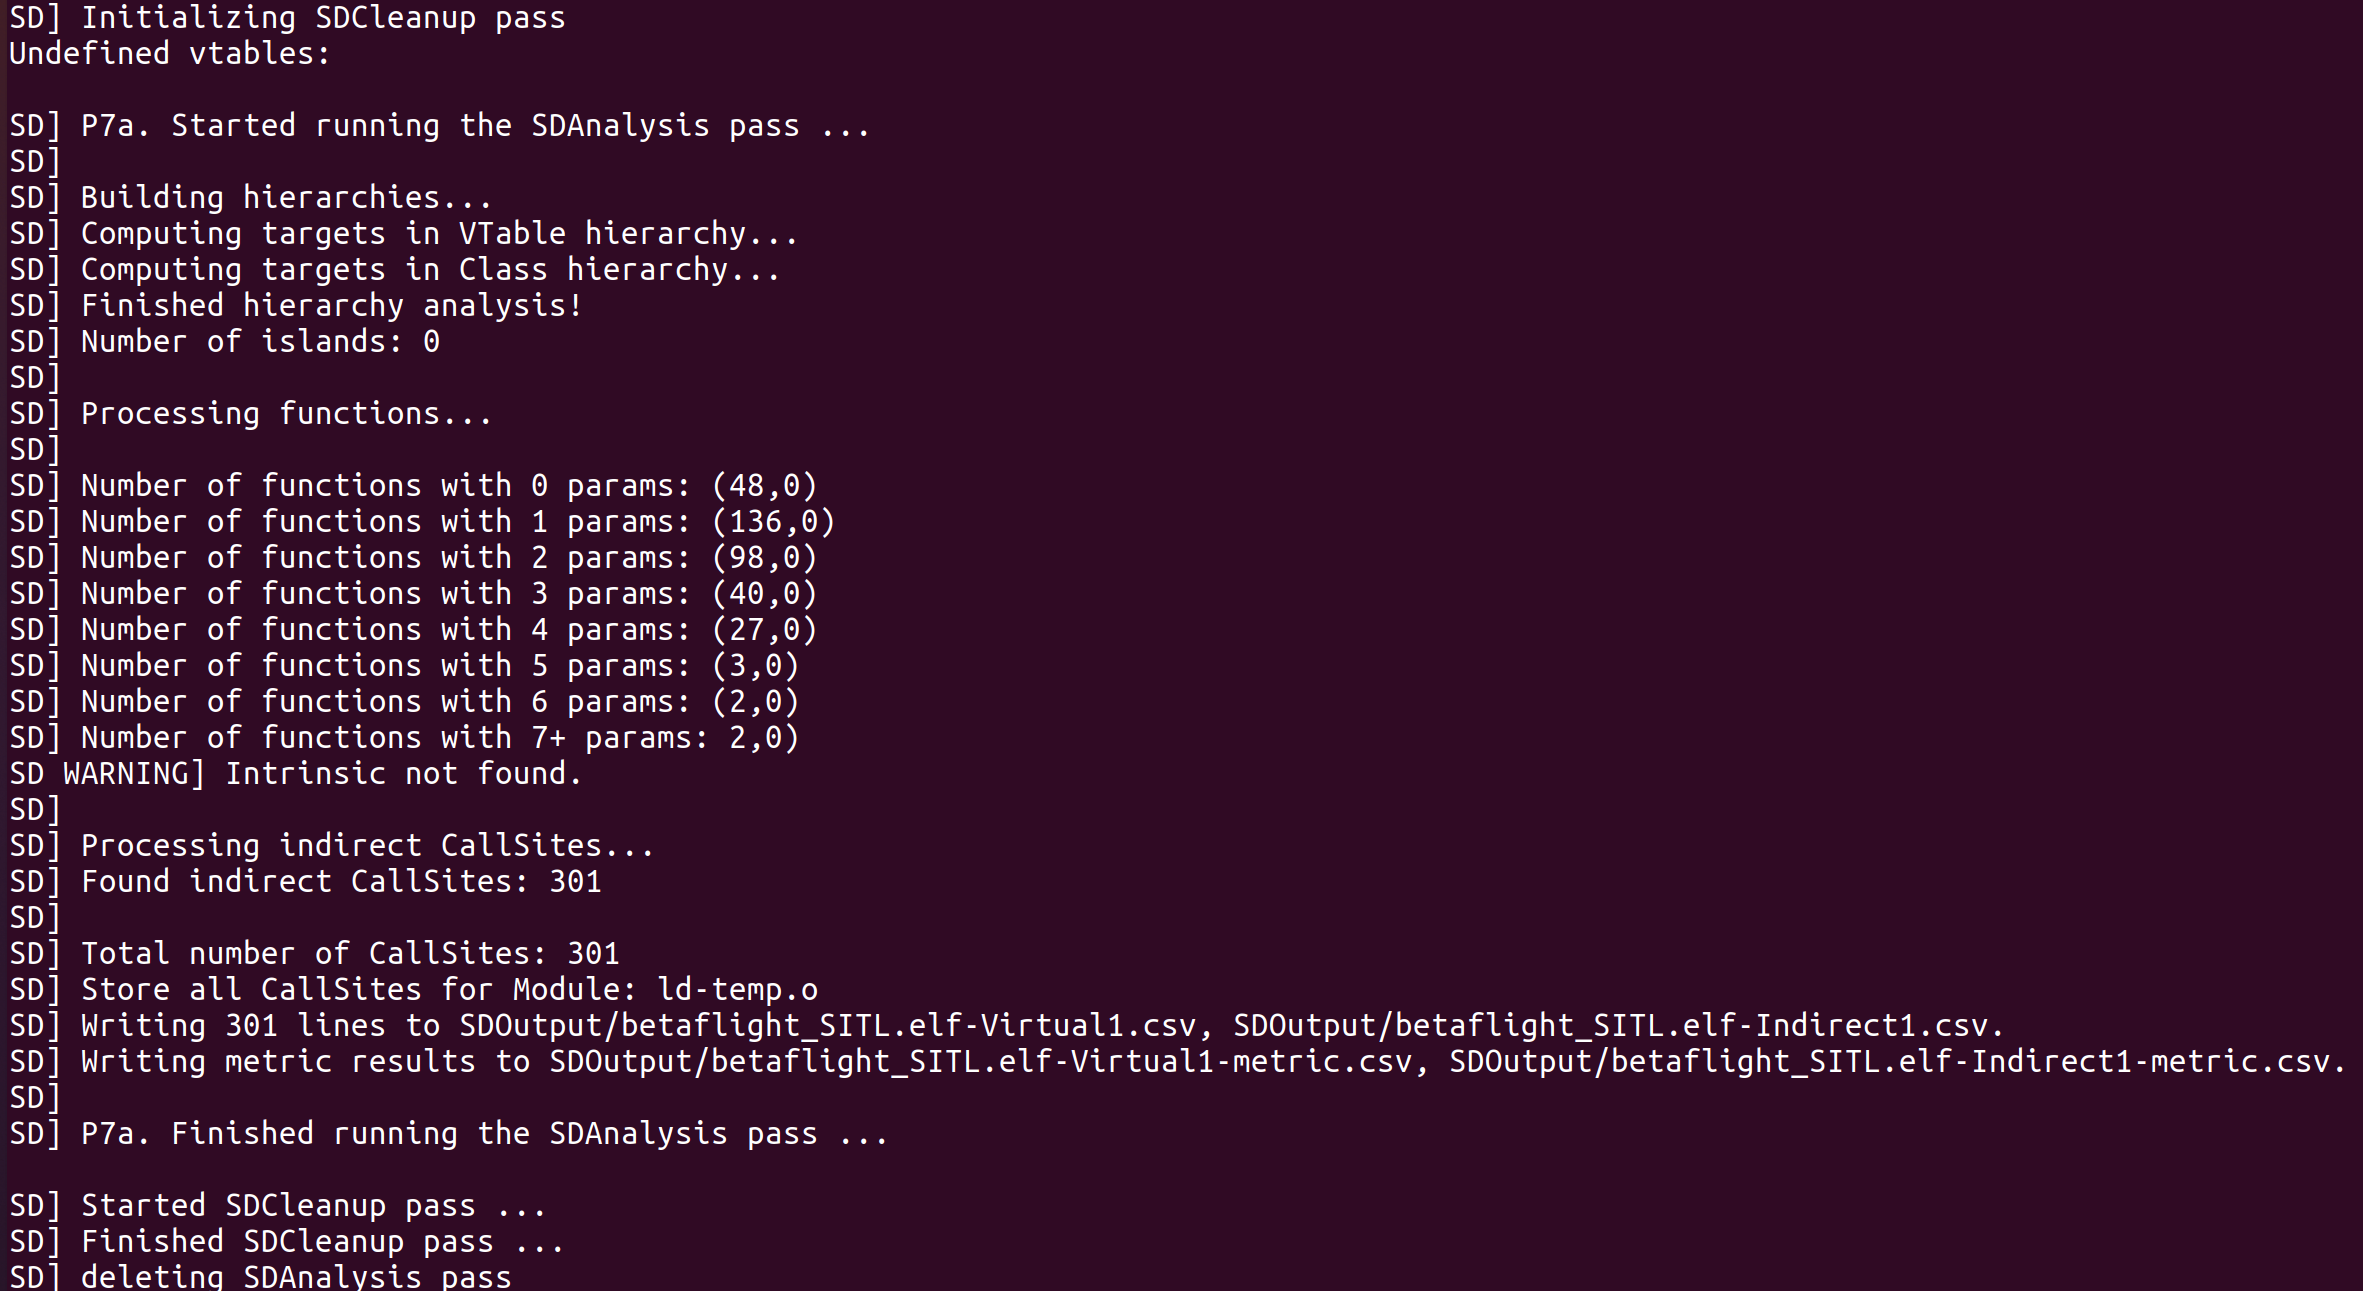 SD] Initializing SDCleanup pass
Undefined vtables:
SD] P7a. Started running the SDAnalysis pass ...
SD]
SD] Building hierarchies...
SD] Computing targets in VTable hierarchy...
SD] Computing targets in Class hierarchy...
SD] Finished hierarchy analysis!
SD] Number of islands: 0
SD]
SD] Processing functions...
SD]
SD] Number of functions with 0 params: (48,0)
SD] Number of functions with 1 params: (136,0)
SD] Number of functions with 2 params: (98,0)
SD] Number of functions with 3 params: (40,0)
SD] Number of functions with 4 params: (27,0)
SD] Number of functions with 5 params: (3,0)
SD] Number of functions with 6 params: (2,0)
SD] Number of functions with 7+ params: 2,0)
SD WARNING] Intrinsic not found.
SD]
SD] Processing indirect CallSites...
SD] Found indirect CallSites: 301
SD]
SD] Total number of CallSites: 301
SD] Store all CallSites for Module: ld-temp.o
SD] Writing 301 lines to SDOutput/betaflight_SITL.elf-Virtual1.csv, SDOutput/betaflight_SITL.elf-Indirect1.csv.
SD] Writing metric results to SDOutput/betaflight_SITL.elf-Virtual1-metric.csv, SDOutput/betaflight_SITL.elf-Indirect1-metric.csv.
SD]
SD] P7a. Finished running the SDAnalysis pass ...
SD] Started SDCleanup pass ...
SD] Finished SDCleanup pass ...
SD] deleting SDAnalysis pass